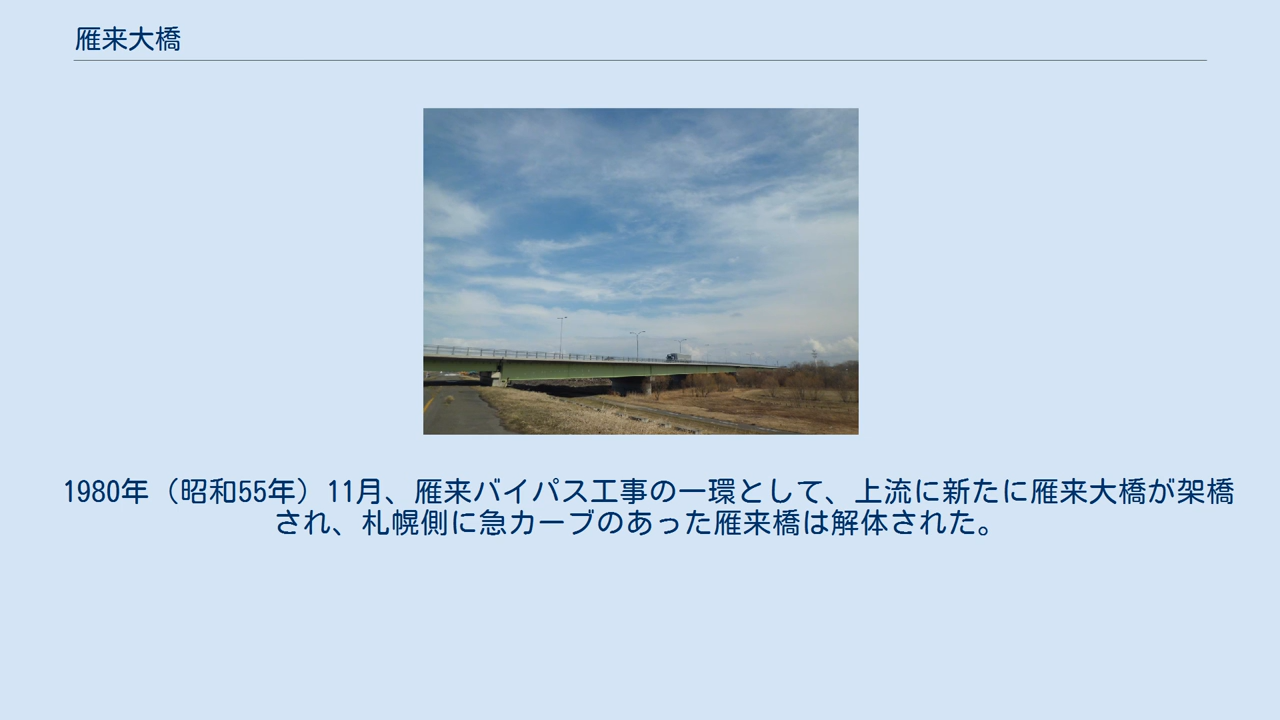 雁来大橋
1980年（昭和55年）11月、雁来バイパス工事の一環として、上流に新たに雁来大橋が架橋
され、札幌側に急カーブのあった雁来橋は解体された。